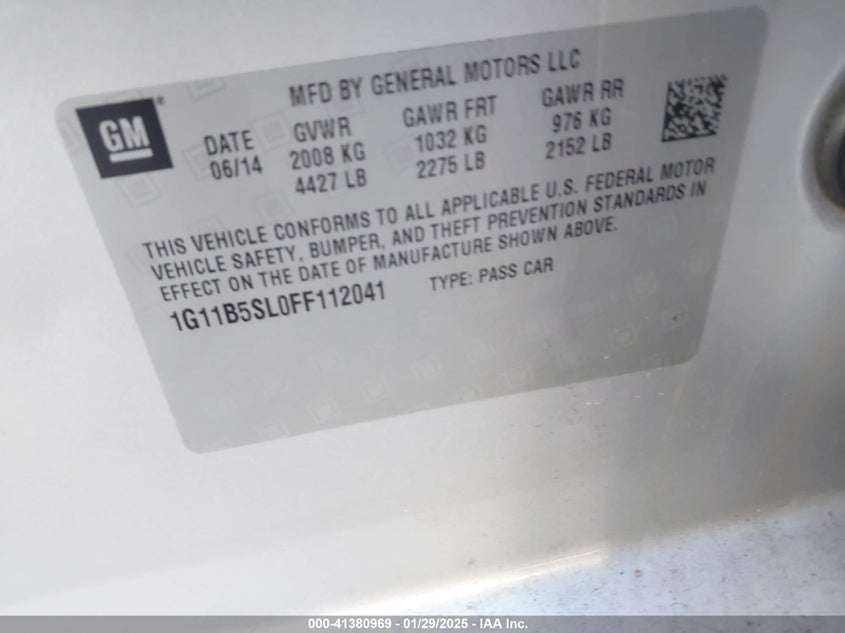 GM
MFD BY GENERAL MOTORS LLC
DATE GVWR GAWR FRT GAWR RR
06/14 2008 KG 1032 KG 976 KG
4427 LB 2275 LB 2152 LB
THIS VEHICLE CONFORMS TO ALL APPLICABLE U.S. FEDERAL MOTOR
VEHICLE SAFETY, BUMPER, AND THEFT PREVENTION STANDARDS IN
EFFECT ON THE DATE OF MANUFACTURE SHOWN ABOVE.
1G11B5SL0FF112041 TYPE: PASS CAR
000-41380969 - 01/29/2025 - IAA Inc.